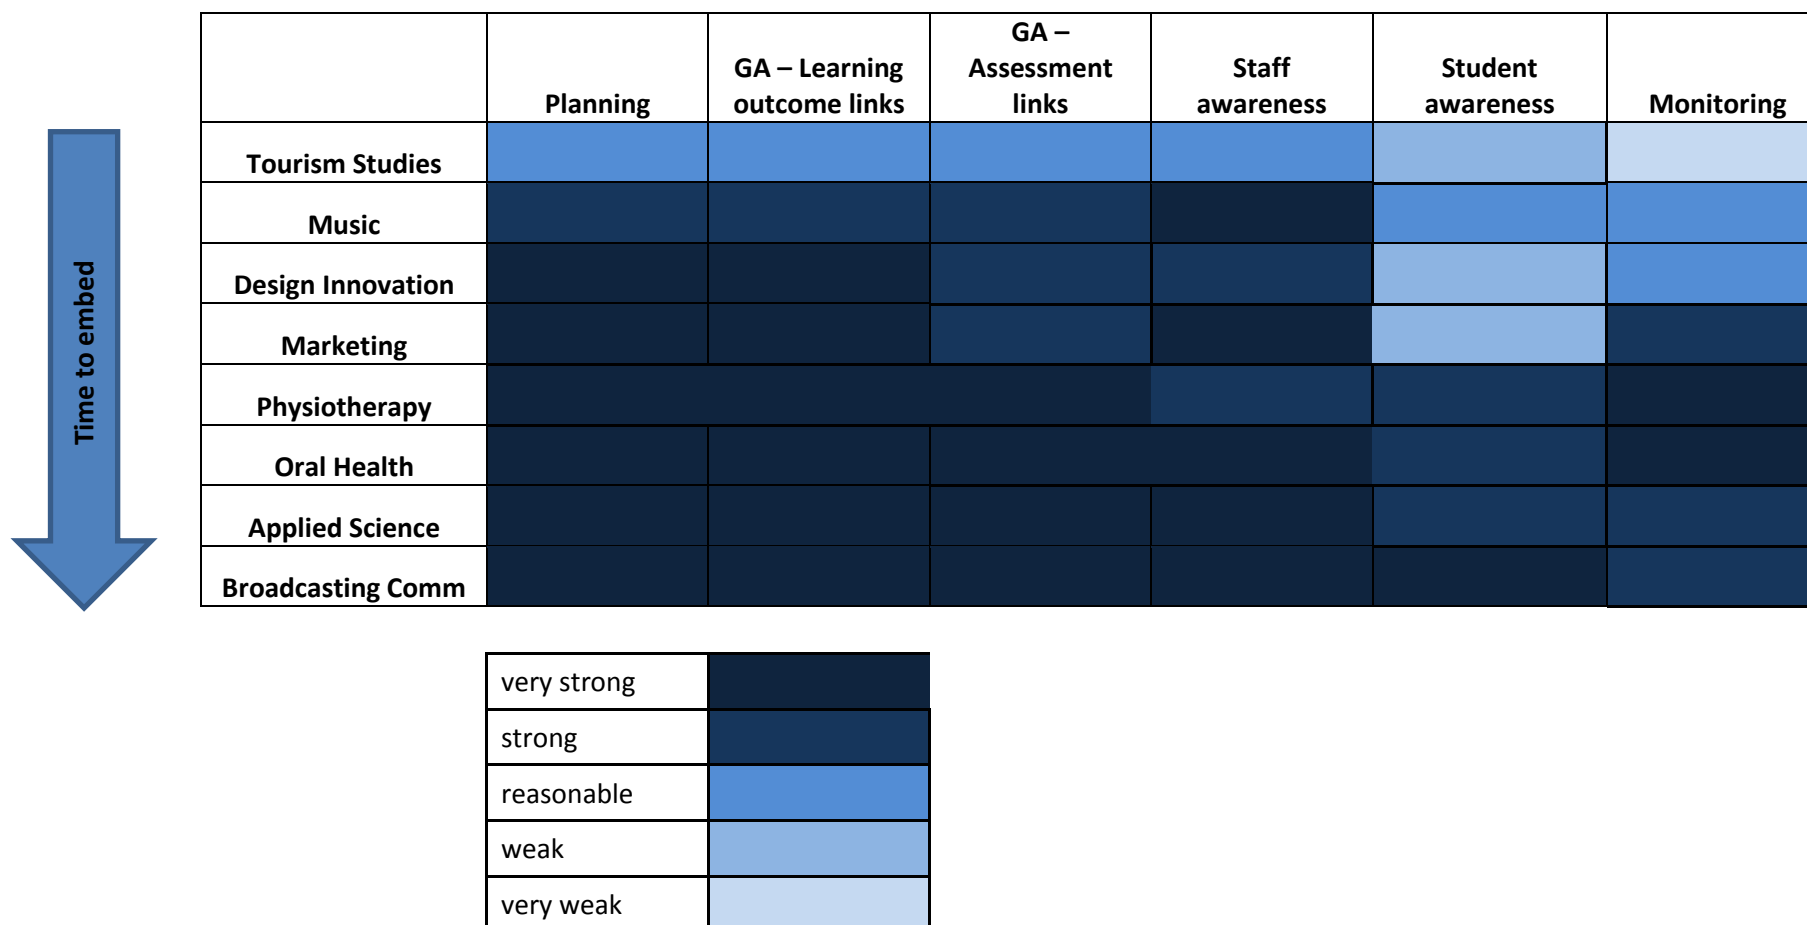 Planning
GA – Learning
outcome links
GA –
Assessment
links
Staff
awareness
Student
awareness
Monitoring
Time to embed
Tourism Studies
Music
Design Innovation
Marketing
Physiotherapy
Oral Health
Applied Science
Broadcasting Comm
very strong
strong
reasonable
weak
very weak